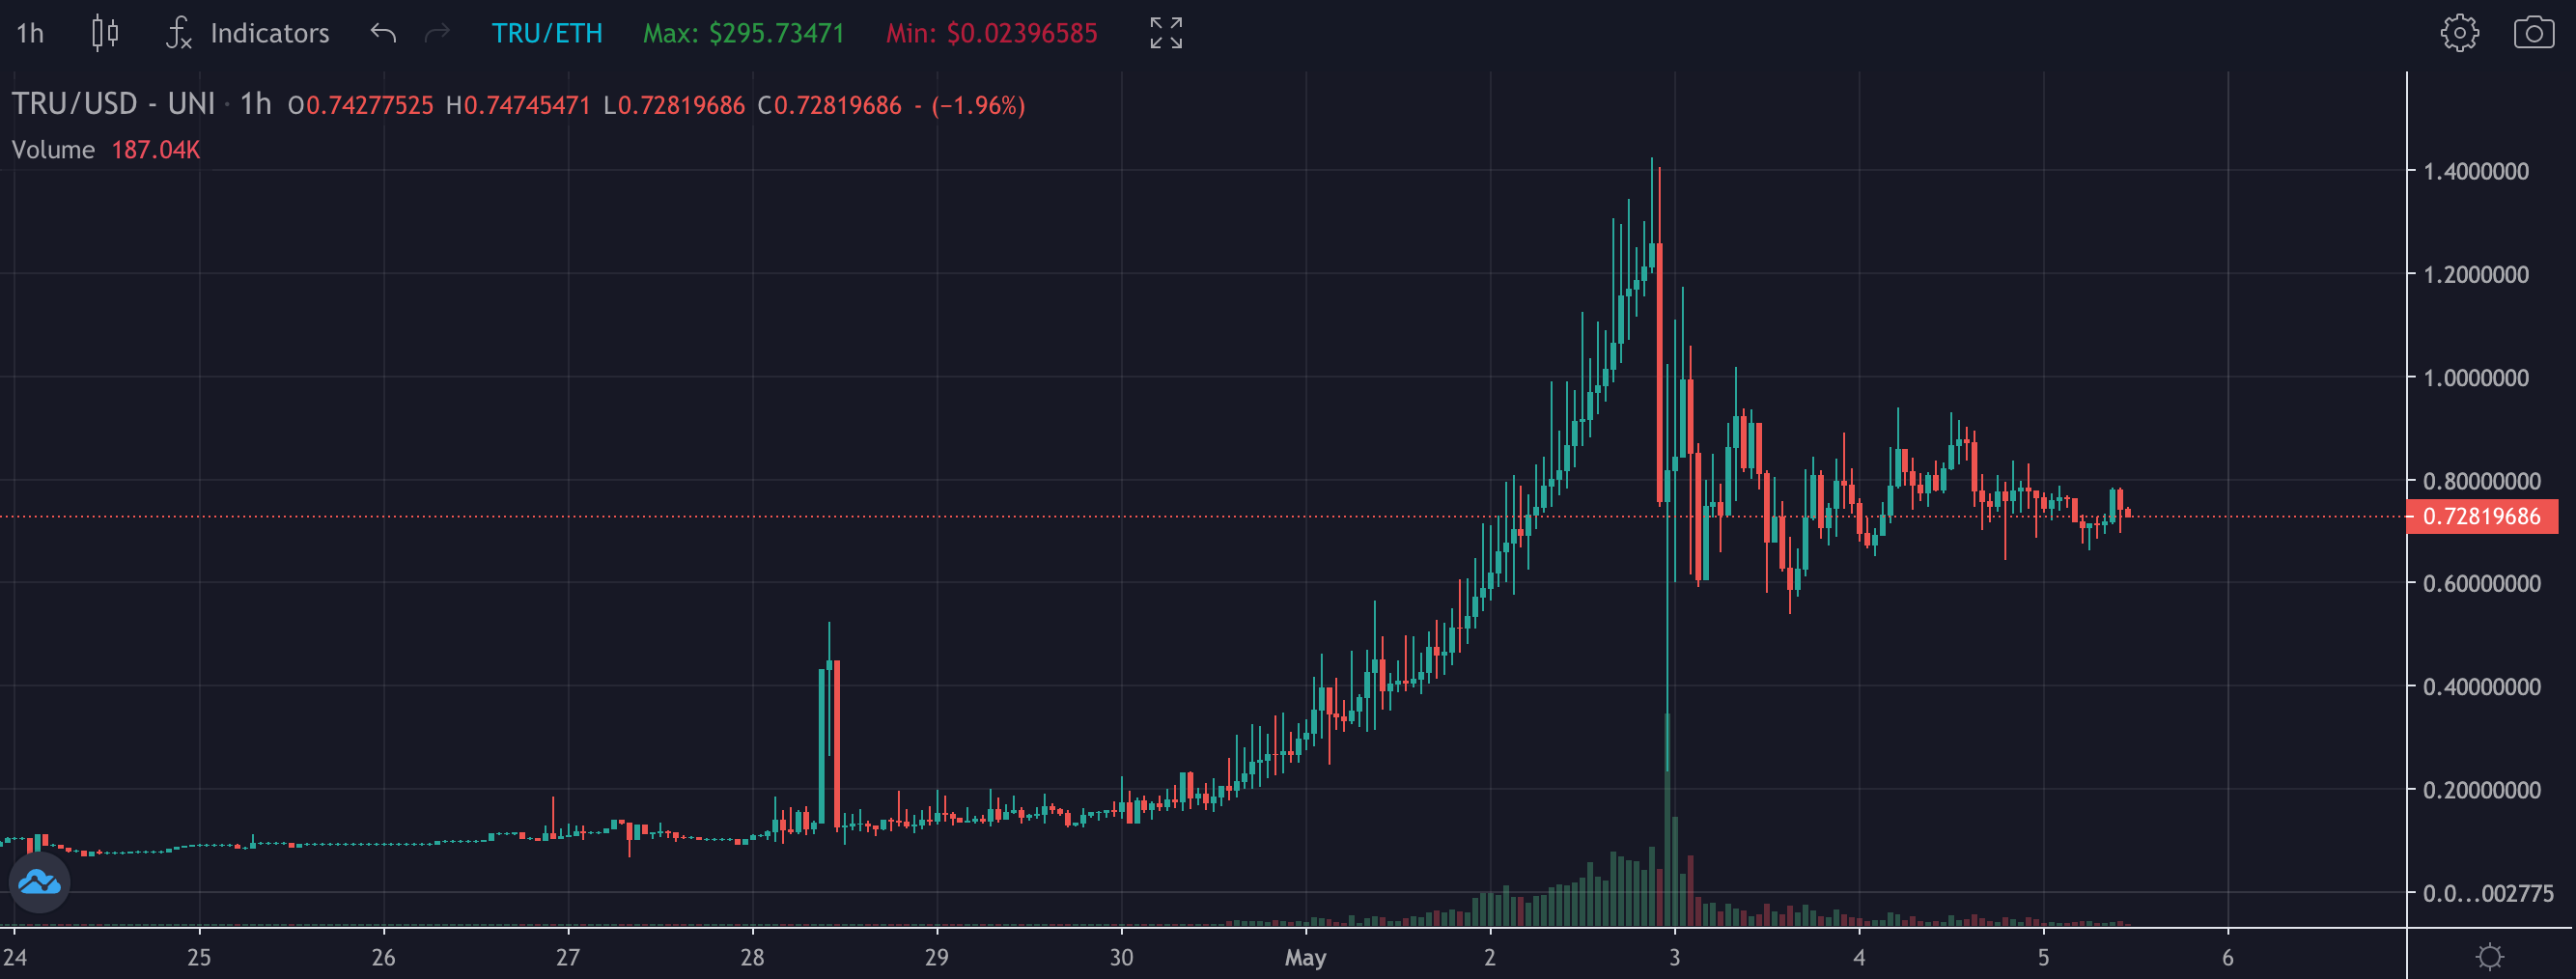 1h Indicators TRU/ETH Max: $295.73471 Min: $0.02396585
TRU/USD - UNI · 1h O0.74277525 H0.74745471 L0.72819686 C0.72819686 - (−1.96%)
Volume 187.04K
1.4000000
1.2000000
1.0000000
0.80000000
0.72819686
0.60000000
0.40000000
0.20000000
0.0...002775
24 25 26 27 28 29 30 May 2 3 4 5 6